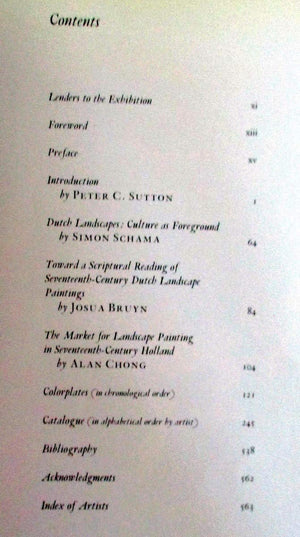 Contents
Lenders to the Exhibition xi
Foreword xiii
Preface xv
Introduction
by PETER C. SUTTON 1
Dutch Landscapes: Culture as Foreground
by SIMON SCHAMA 64
Toward a Scriptural Reading of
Seventeenth-Century Dutch Landscape
Paintings
by JOSUA BRUYN 84
The Market for Landscape Painting
in Seventeenth-Century Holland
by ALAN CHONG 104
Colorplates (in chronological order) 121
Catalogue (in alphabetical order by artist) 245
Bibliography
Acknowledgments 562
Index of Artists 563